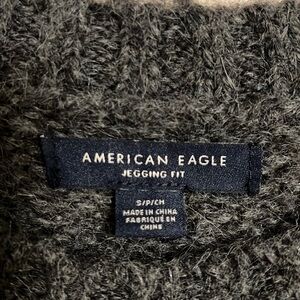 AMERICAN EAGLE
JEGGING FIT
S/P/CH
MADE IN CHINA
FABRIQUÉ EN
CHINE